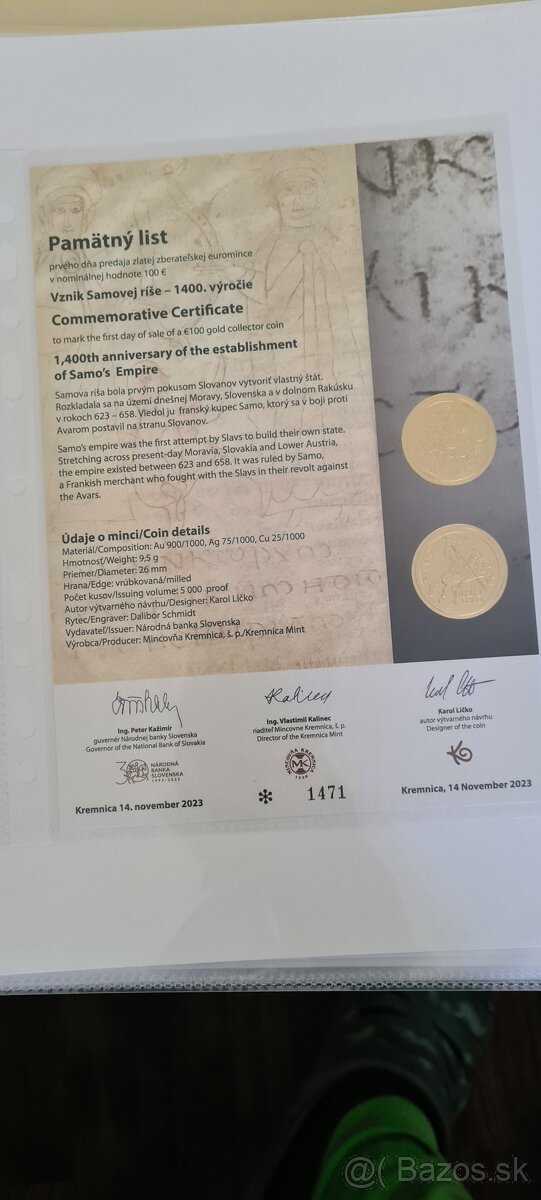 Pamätný list
prvého dňa predaja zlatej zberateľskej euromince
v nominálnej hodnote 100 €
Vznik Samovej ríše – 1400. výročie
Commemorative Certificate
to mark the first day of sale of a €100 gold collector coin
1,400th anniversary of the establishment
of Samo's Empire
Samova ríša bola prvým pokusom Slovanov vytvoriť vlastný štát.
Rozkladala sa na území dnešnej Moravy, Slovenska a v dolnom Rakúsku
v rokoch 623 – 658. Viedol ju franský kupec Samo, ktorý sa v boji proti
Avarom postavil na stranu Slovanov.
Samo's empire was the first attempt by Slavs to build their own state.
Stretching across present-day Moravia, Slovakia and Lower Austria,
the empire existed between 623 and 658. It was ruled by Samo,
a Frankish merchant who fought with the Slavs in their revolt against
the Avars.
Údaje o minci/Coin details
Materiál/Composition: Au 900/1000, Ag 75/1000, Cu 25/1000
Hmotnosť/Weight: 9,5 g
Priemer/Diameter: 26 mm
Hrana/Edge: vrúbkovaná/milled
Počet kusov/Issuing volume: 5 000 proof
Autor výtvarného návrhu/Designer: Karol Ličko
Rytec/Engraver: Dalibor Schmidt
Vydavateľ/Issuer: Národná banka Slovenska
Výrobca/Producer: Mincovňa Kremnica, š. p./Kremnica Mint
Ing. Peter Kažimír
guvernér Národnej banky Slovenska
Governor of the National Bank of Slovakia
NÁRODNÁ
BANKA
SLOVENSKA
1993–2023
Kremnica 14. november 2023
Ing. Vlastimil Kalinec
riaditeľ Mincovne Kremnica, š. p.
Director of the Kremnica Mint
MINCOVŇA KREMNICA
MK
1328
* 1471
Karol Ličko
autor výtvarného návrhu
Designer of the coin
Kremnica, 14 November 2023
@( Bazos.sk